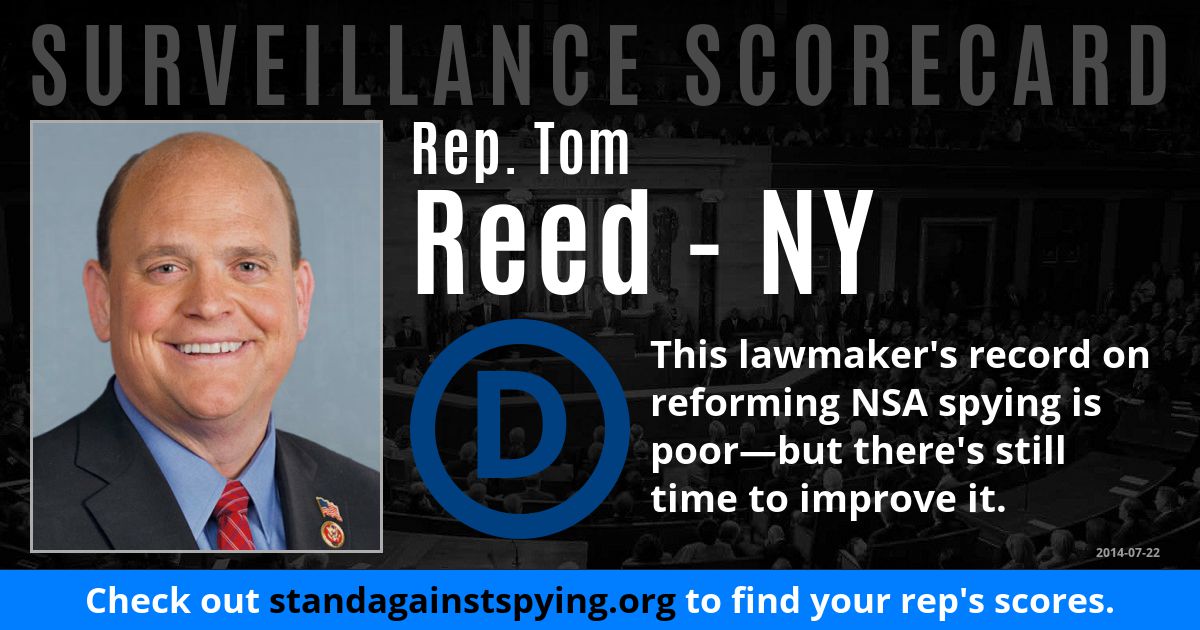 SURVEILLANCE SCORECARD
Rep. Tom
Reed - NY
D
This lawmaker's record on
reforming NSA spying is
poor—but there's still
time to improve it.
2014-07-22
Check out standagainstspying.org to find your rep's scores.